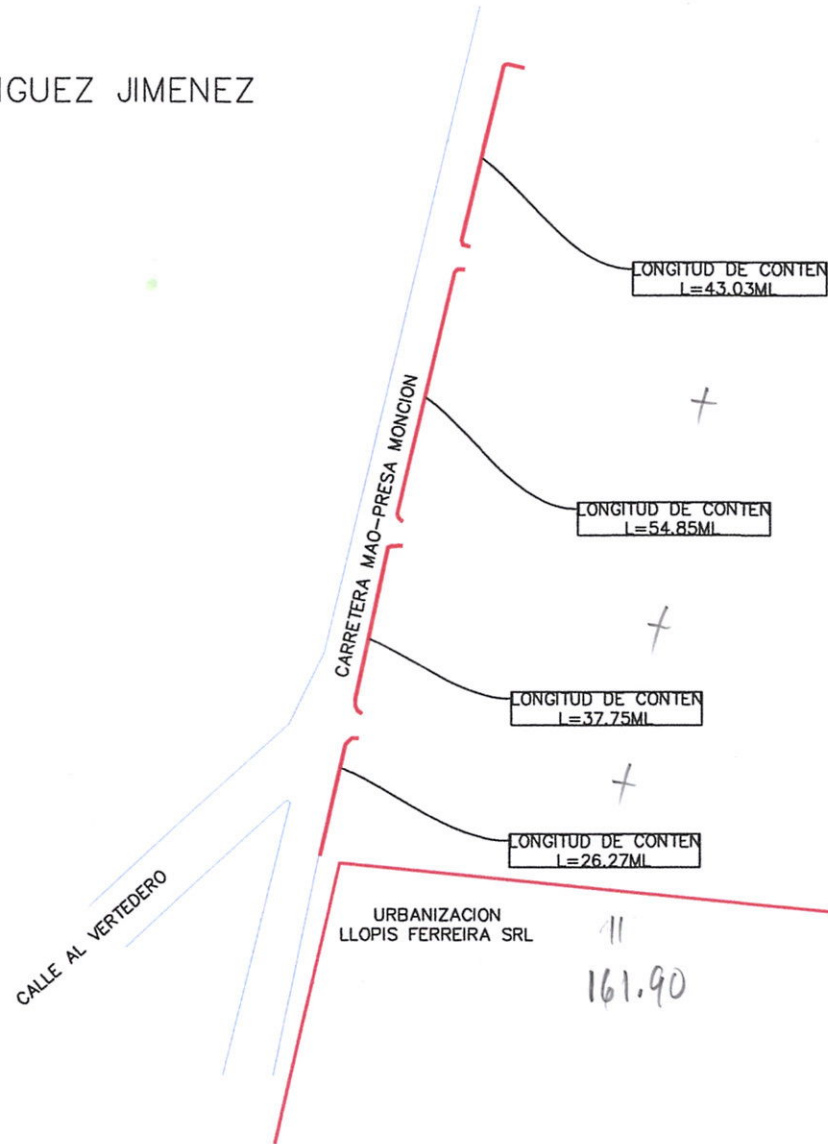 IGUEZ JIMENEZ
LONGITUD DE CONTEN
L=43.03ML
+
CARRETERA MAO-PRESA MONCION
LONGITUD DE CONTEN
L=54.85ML
+
LONGITUD DE CONTEN
L=37.75ML
+
LONGITUD DE CONTEN
L=26.27ML
CALLE AL VERTEDERO
URBANIZACION
LLOPIS FERREIRA SRL
11
161.90